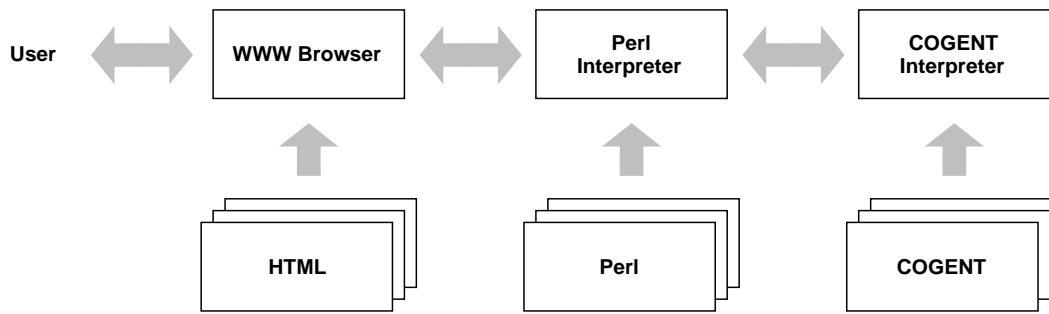 User
WWW Browser
Perl
Interpreter
COGENT
Interpreter
HTML
Perl
COGENT